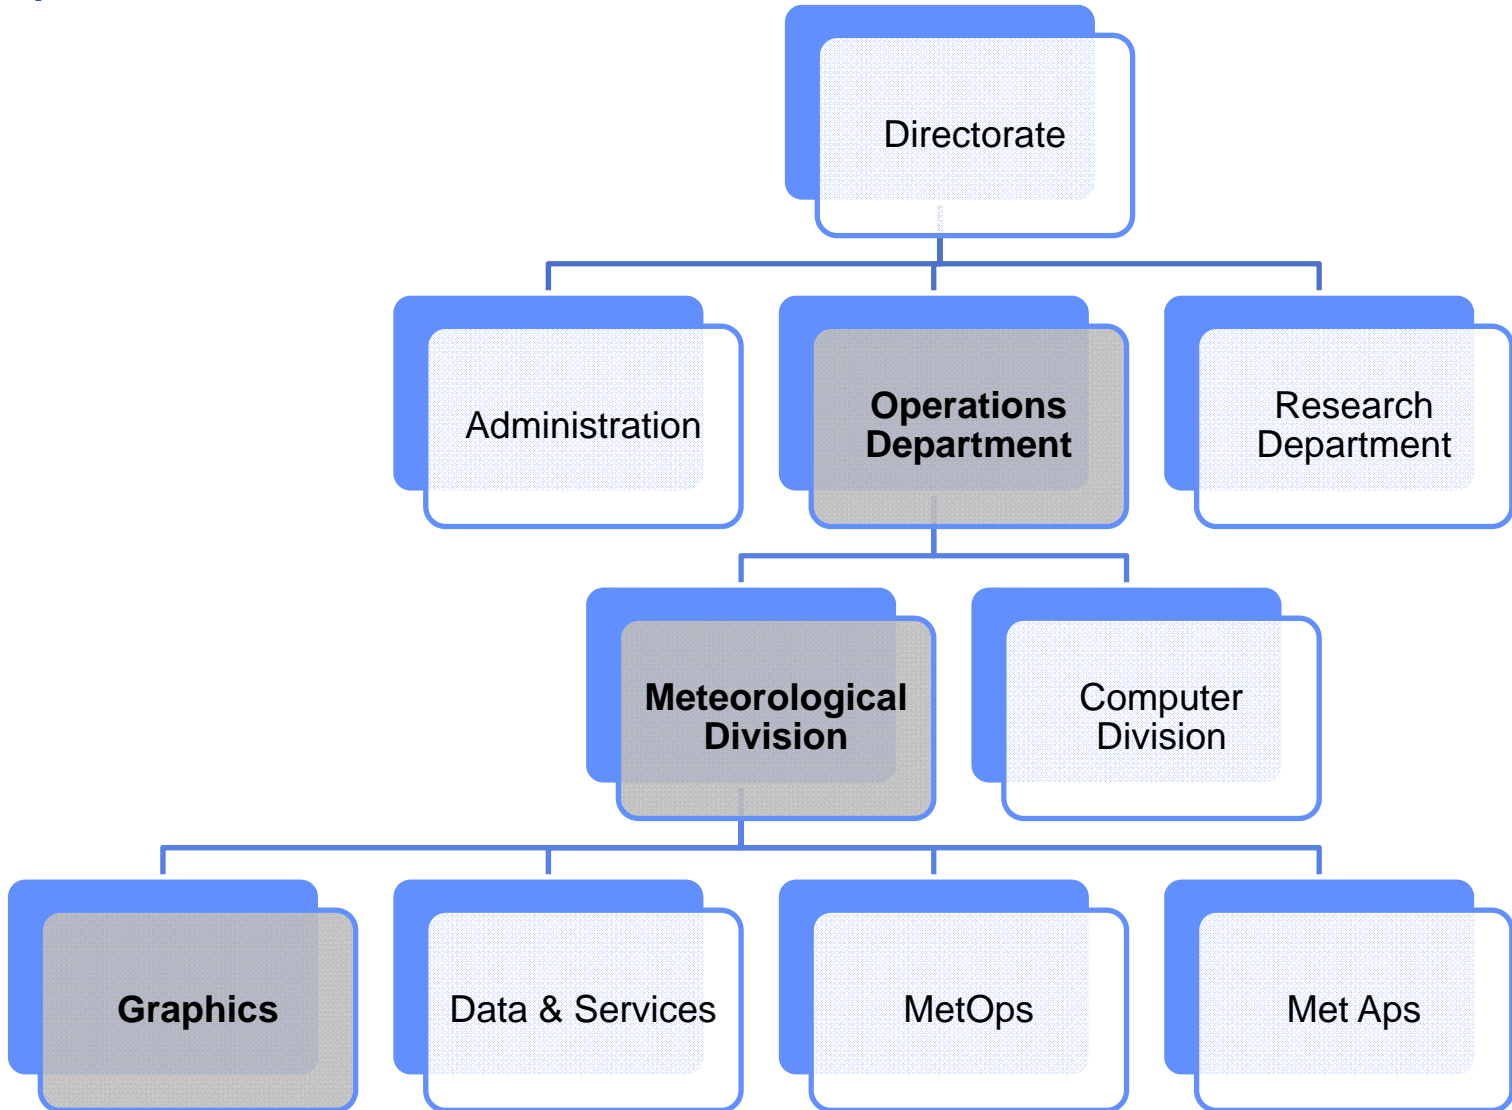 Directorate
Administration
Operations
Department
Research
Department
Meteorological
Division
Computer
Division
Graphics
Data & Services
MetOps
Met Aps